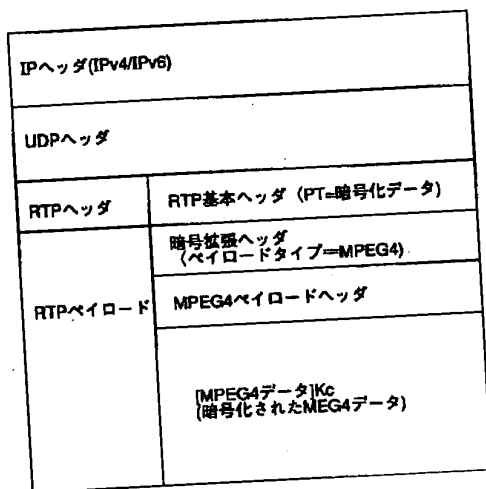 IPヘッダ(IPv4/IPv6)
UDPヘッダ
RTPヘッダ
RTP基本ヘッダ（PT=暗号化データ）
RTPペイロード
暗号拡張ヘッダ
（ペイロードタイプ=MPEG4）
MPEG4ペイロードヘッダ
[MPEG4データ]Kc
(暗号化されたMEG4データ)